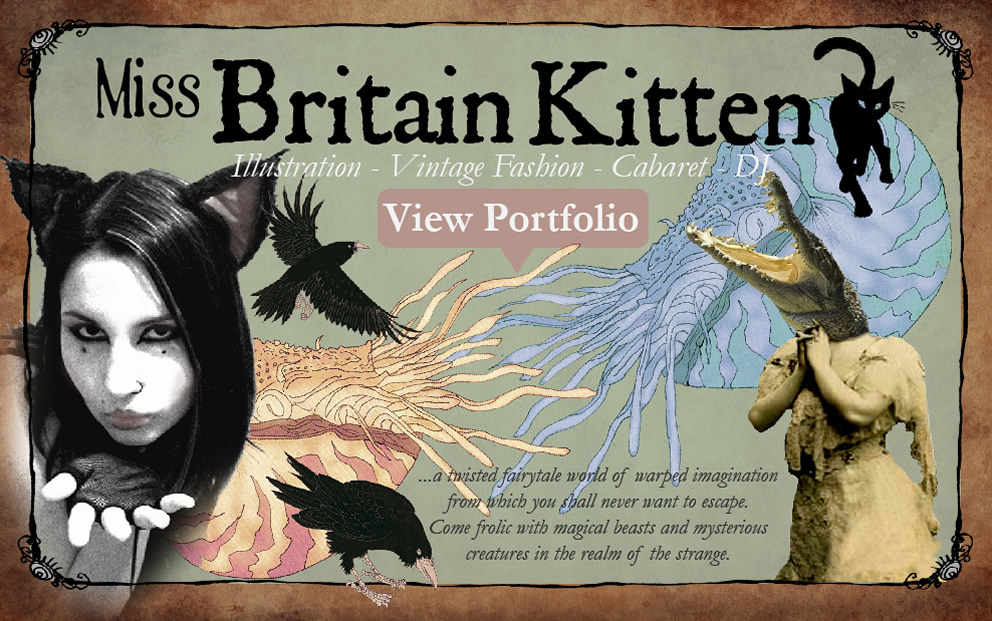 Miss Britain Kitten
Illustration - Vintage Fashion - Cabaret - DJ
View Portfolio
...a twisted fairytale world of warped imagination
from which you shall never want to escape.
Come frolic with magical beasts and mysterious
creatures in the realm of the strange.